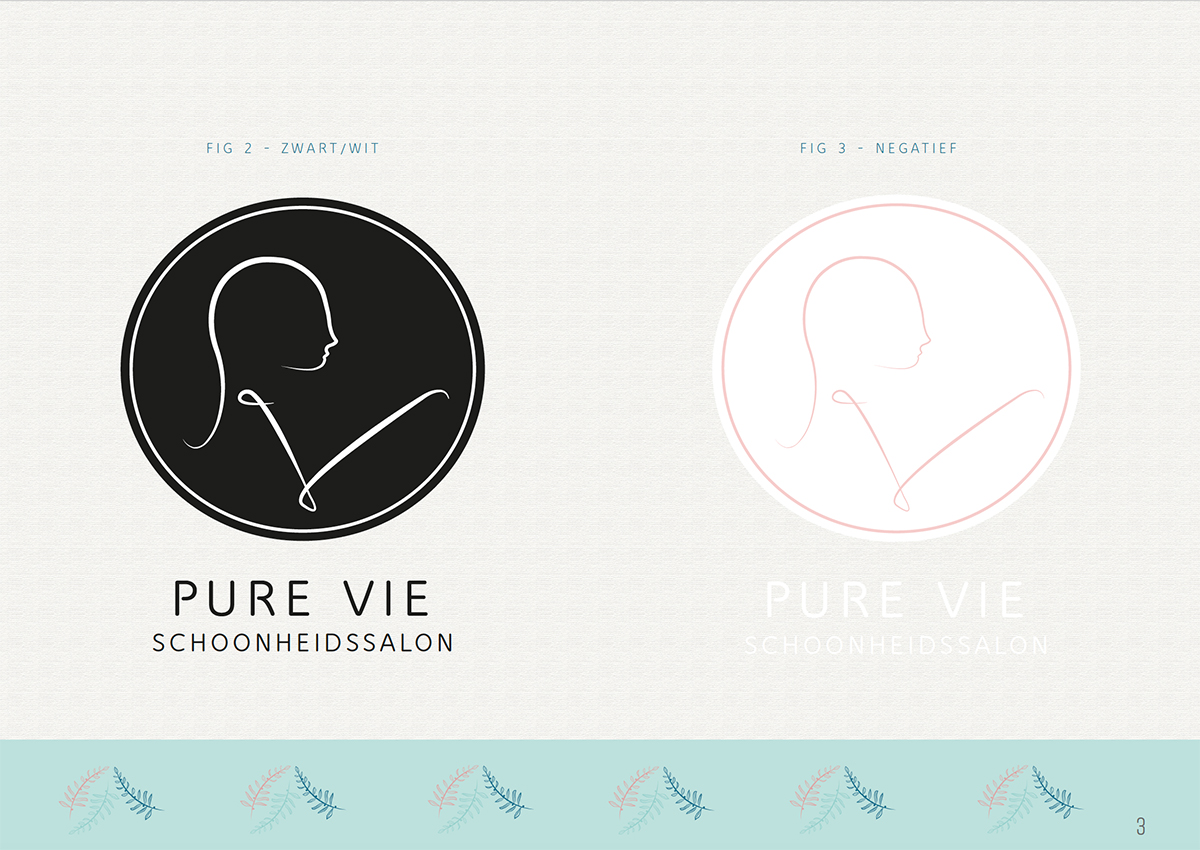 FIG 2 - ZWART/WIT
FIG 3 - NEGATIEF
PURE VIE
SCHOONHEIDSSALON
PURE VIE
SCHOONHEIDSSALON
3